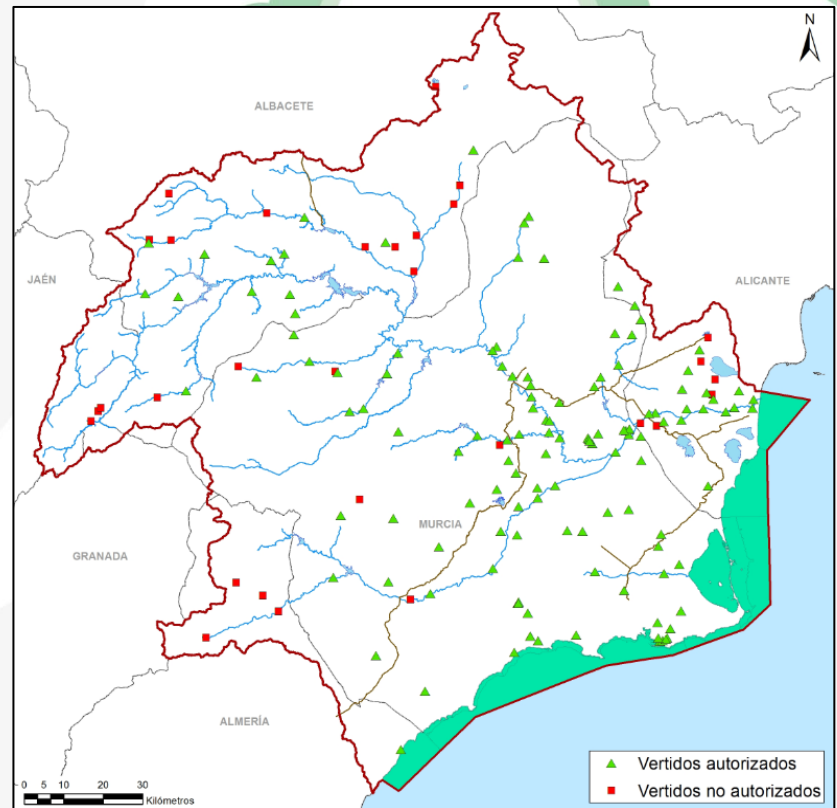 N
ALBACETE
JAÉN
ALICANTE
MURCIA
GRANADA
ALMERÍA
Vertidos autorizados
Vertidos no autorizados
0 5 10 20 30
Kilómetros